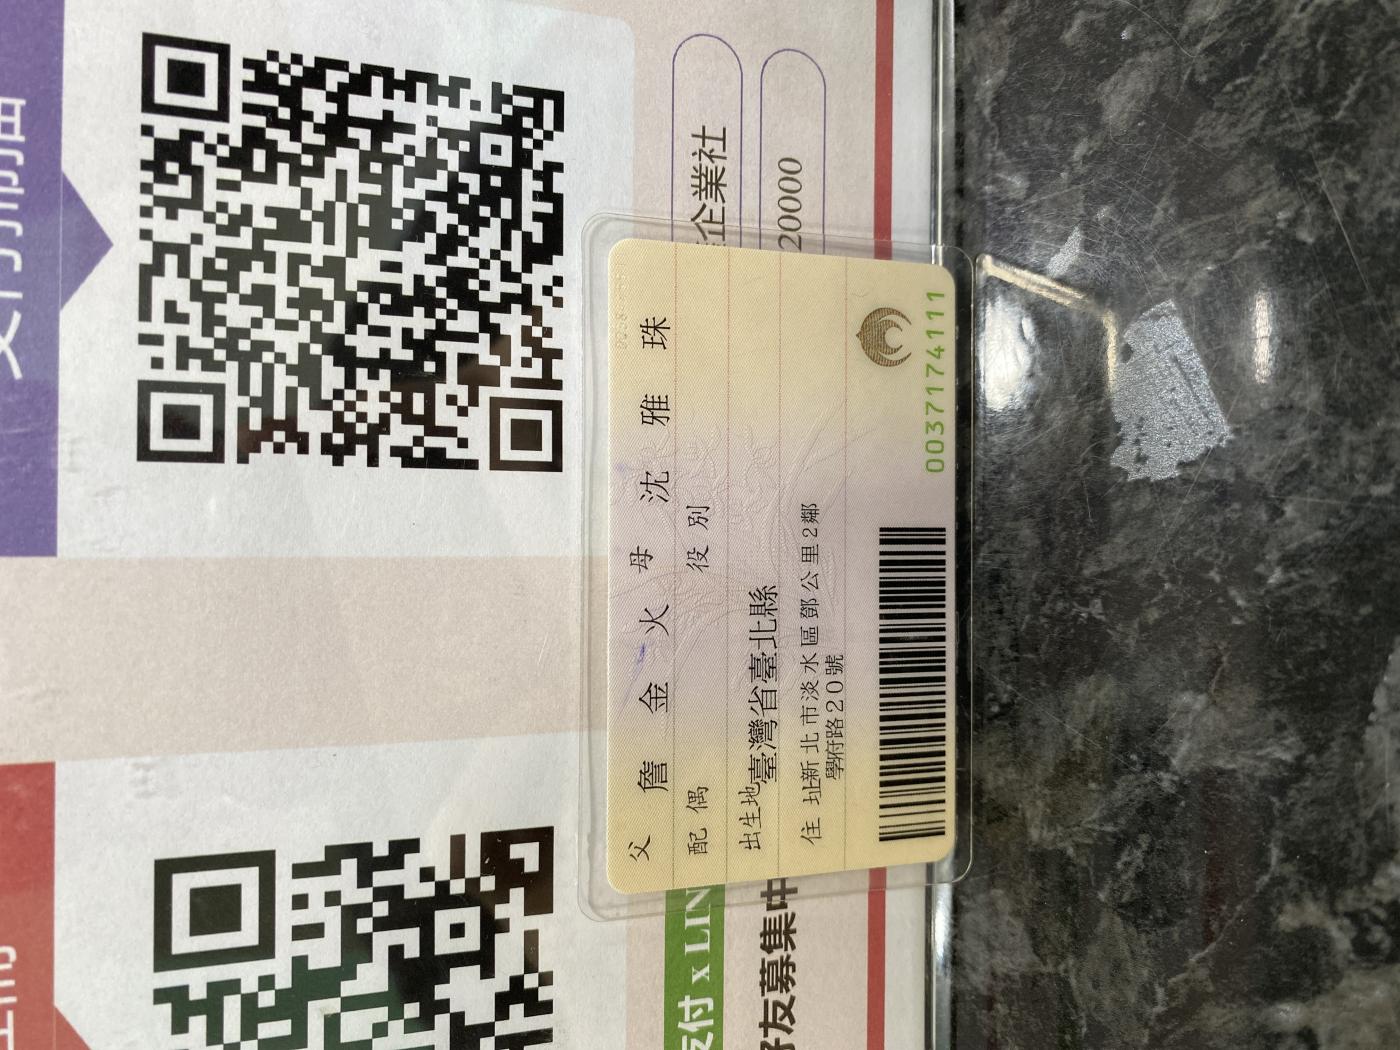 父 詹金火 母 沈雅珠
配偶 役別
出生地 臺灣省臺北縣
住址 新北市淡水區鄧公里2鄰
學府路20號
0037174111
企業社
20000
支付 x LIN
好友募集中